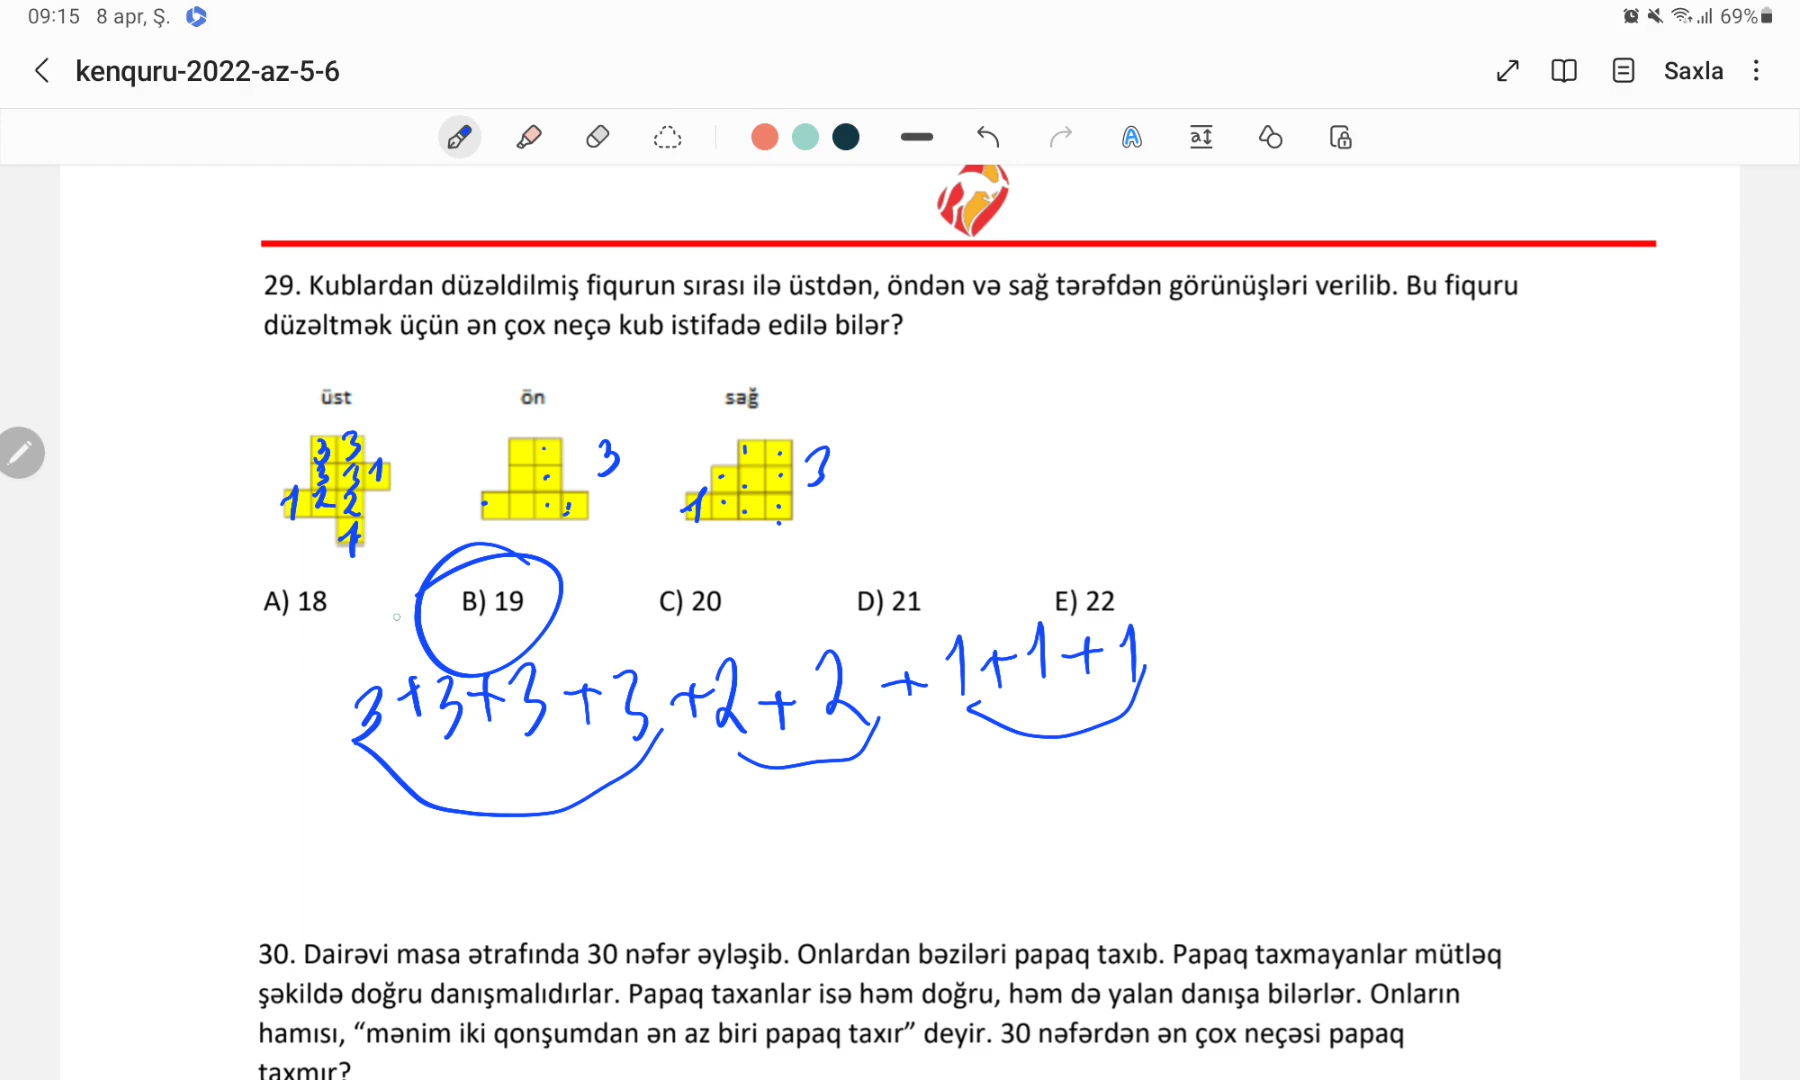 09:15 8 apr, Ş. 69%
kenquru-2022-az-5-6 Saxla
29. Kublardan düzəldilmiş fiqurun sırası ilə üstdən, öndən və sağ tərəfdən görünüşləri verilib. Bu fiquru
düzəltmək üçün ən çox neçə kub istifadə edilə bilər?
üst ön sağ
3 3 3
3 3 1 3
1 2 2 1
1
A) 18 B) 19 C) 20 D) 21 E) 22
3+3+3+3+2+2+1+1+1
30. Dairəvi masa ətrafında 30 nəfər əyləşib. Onlardan bəziləri papaq taxıb. Papaq taxmayanlar mütləq
şəkildə doğru danışmalıdırlar. Papaq taxanlar isə həm doğru, həm də yalan danışa bilərlər. Onların
hamısı, “mənim iki qonşumdan ən az biri papaq taxır” deyir. 30 nəfərdən ən çox neçəsi papaq
taxmır?